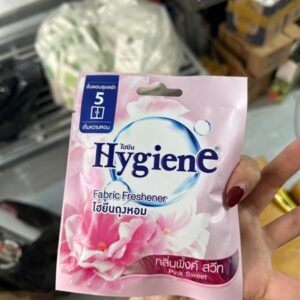 5
ไฮยีน
Hygiene
Fabric Freshener
ไฮยีนถุงหอม
กลิ่นพิ้งค์ สวีท
Pink Sweet